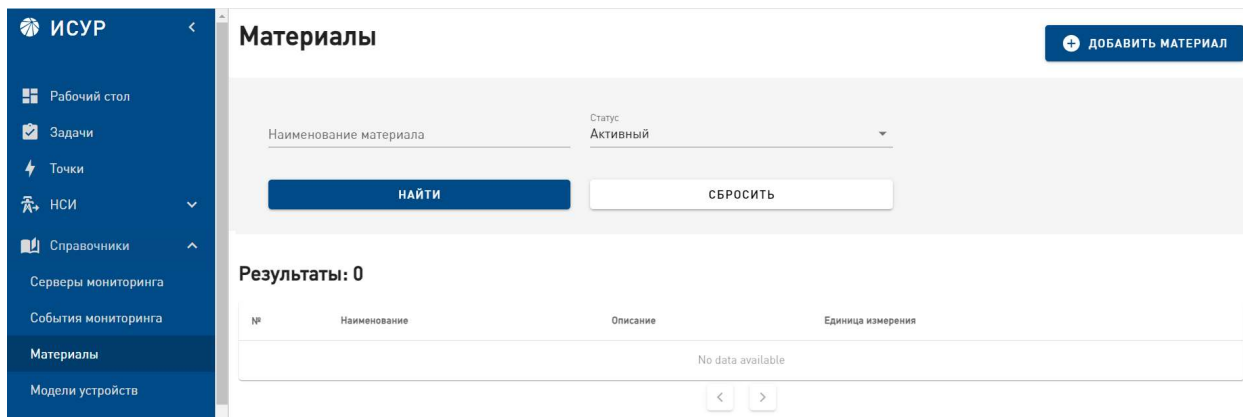 ИСУР
Рабочий стол
Задачи
Точки
НСИ
Справочники
Серверы мониторинга
События мониторинга
Материалы
Модели устройств
Материалы
ДОБАВИТЬ МАТЕРИАЛ
Наименование материала
Статус
Активный
НАЙТИ
СБРОСИТЬ
Результаты: 0
№ Наименование Описание Единица измерения
No data available